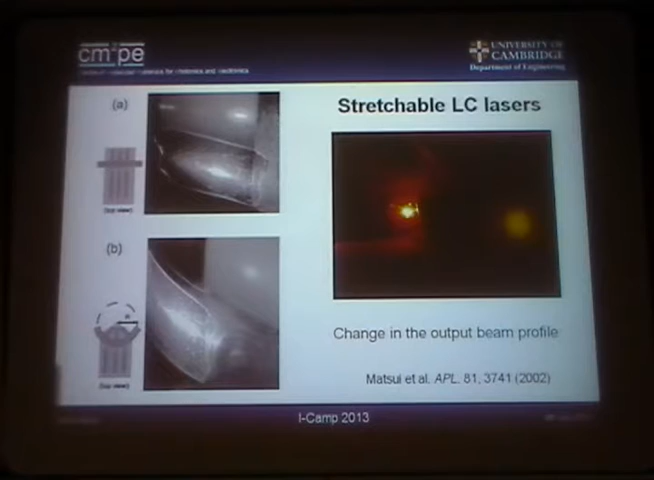 cm pe
UNIVERSITY OF
CAMBRIDGE
Department of Engineering
(a)
Stretchable LC lasers
(top view)
(b)
R
(top view)
Change in the output beam profile
Matsui et al. APL. 81, 3741 (2002)
I-Camp 2013